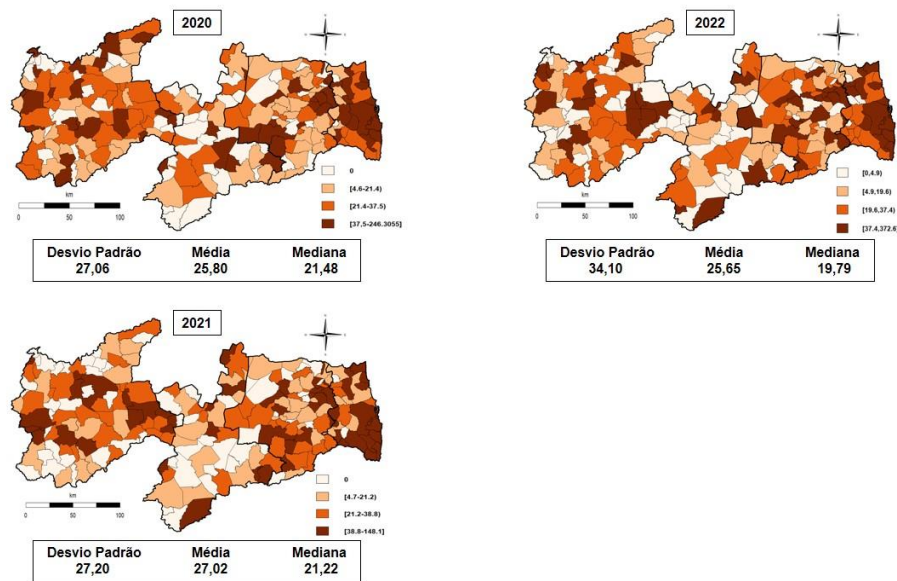 2020
0
[4.6-21.4)
[21.4-37.5)
[37,5-246.3055)
km
0 50 100
Desvio Padrão Média Mediana
27,06 25,80 21,48
2022
[0,4.9)
[4.9,19.6)
[19.6,37.4)
[37.4,372.6)
km
0 50 100
Desvio Padrão Média Mediana
34,10 25,65 19,79
2021
0
[4.7-21.2)
[21.2-38.8)
[38.8-148.1)
km
0 50 100
Desvio Padrão Média Mediana
27,20 27,02 21,22